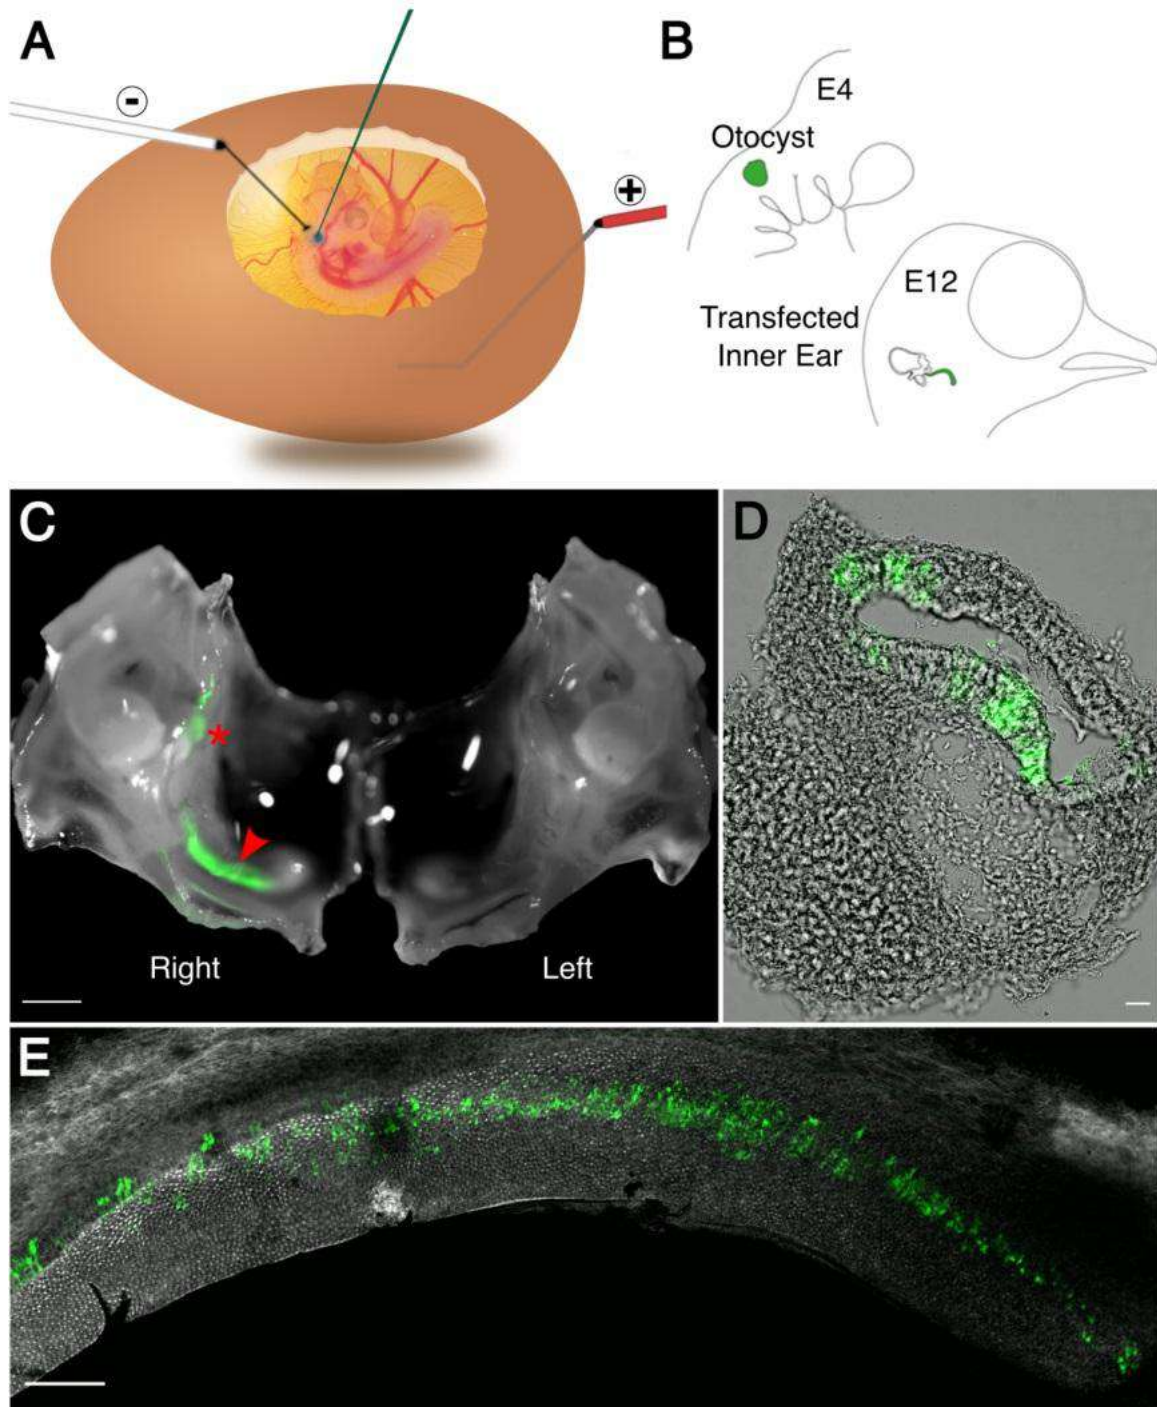 A
-
+
B
E4
Otocyst
E12
Transfected
Inner Ear
C
*
Right
Left
D
E